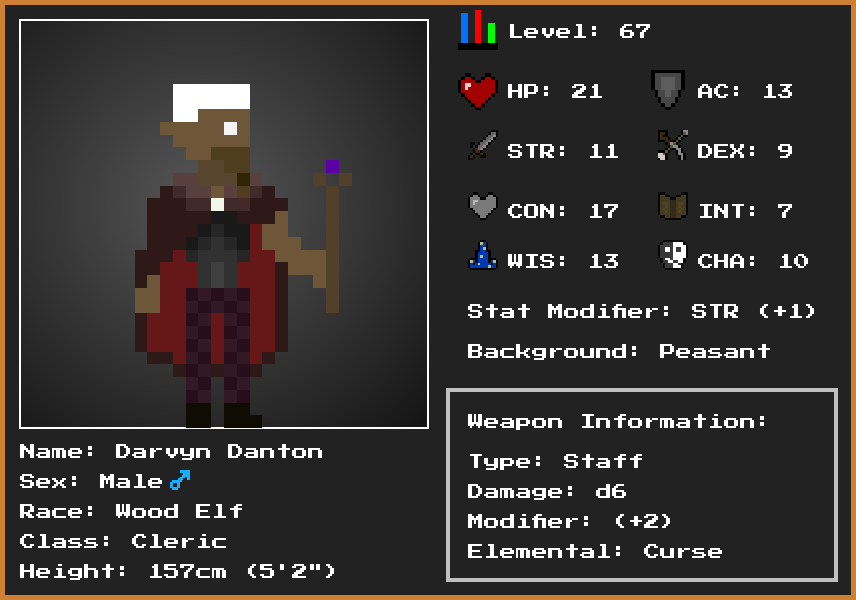 Level: 67
HP: 21 AC: 13
STR: 11 DEX: 9
CON: 17 INT: 7
WIS: 13 CHA: 10
Stat Modifier: STR (+1)
Background: Peasant
Weapon Information:
Type: Staff
Damage: d6
Modifier: (+2)
Elemental: Curse
Name: Darvyn Danton
Sex: Male♂
Race: Wood Elf
Class: Cleric
Height: 157cm (5'2")